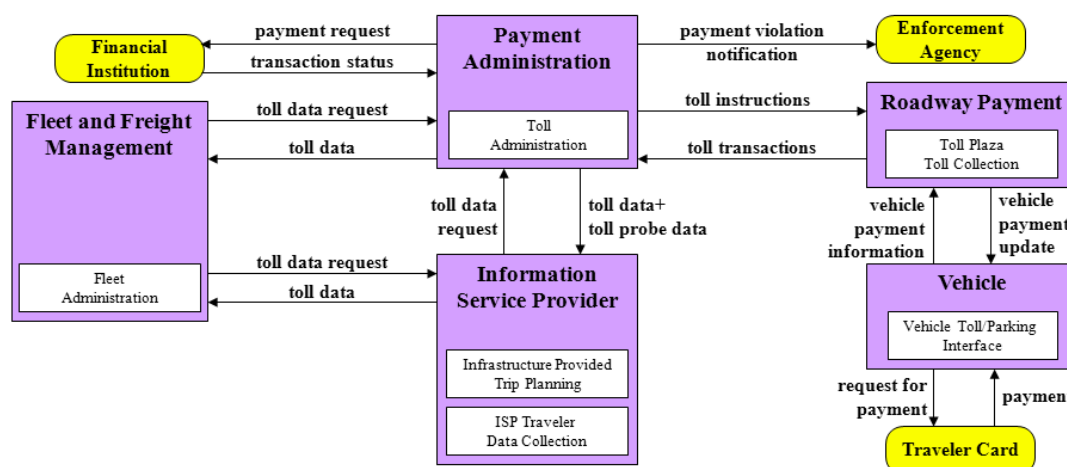 Financial
Institution
payment request
transaction status
Payment
Administration
Toll
Administration
payment violation
notification
Enforcement
Agency
Fleet and Freight
Management
Fleet
Administration
toll data request
toll data
toll instructions
toll transactions
Roadway Payment
Toll Plaza
Toll Collection
toll data
request
toll data+
toll probe data
vehicle
payment
information
vehicle
payment
update
toll data request
toll data
Information
Service Provider
Infrastructure Provided
Trip Planning
ISP Traveler
Data Collection
Vehicle
Vehicle Toll/Parking
Interface
request for
payment
payment
Traveler Card